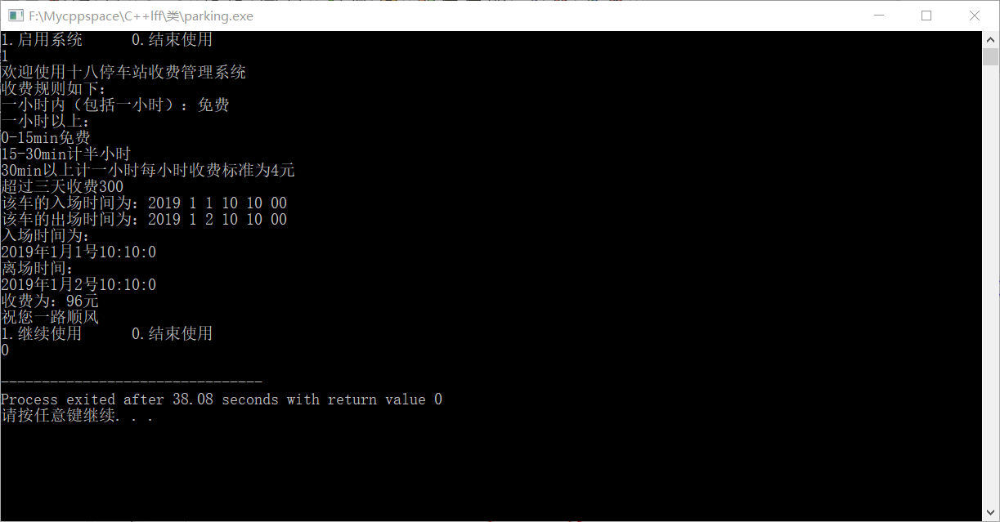 F:\Mycppspace\C++lff\类\parking.exe
1.启用系统 0.结束使用
1
欢迎使用十八停车站收费管理系统
收费规则如下：
一小时内（包括一小时）：免费
一小时以上：
0-15min免费
15-30min计半小时
30min以上计一小时每小时收费标准为4元
超过三天收费300
该车的入场时间为：2019 1 1 10 10 00
该车的出场时间为：2019 1 2 10 10 00
入场时间为：
2019年1月1号10:10:0
离场时间：
2019年1月2号10:10:0
收费为：96元
祝您一路顺风
1.继续使用 0.结束使用
0
--------------------------------
Process exited after 38.08 seconds with return value 0
请按任意键继续. . .